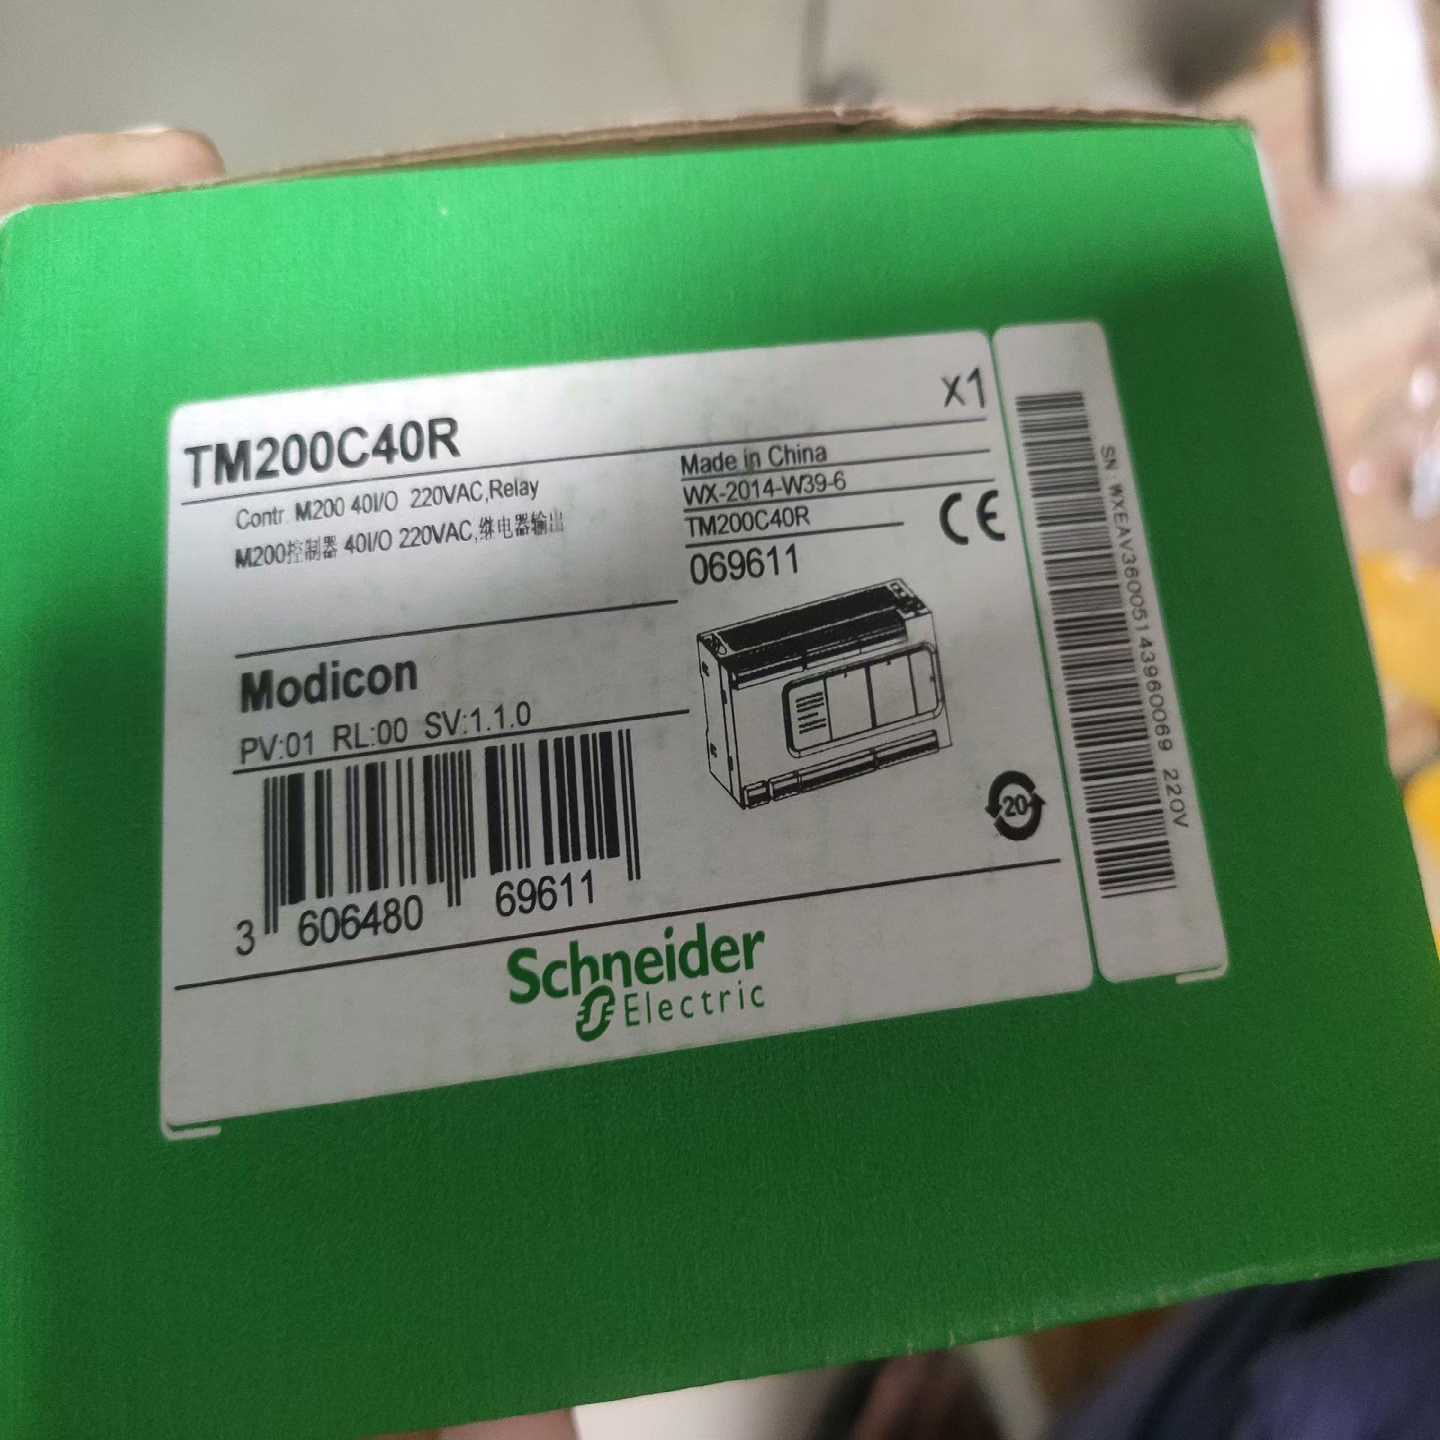 TM200C40R
X1
Contr. M200 40I/O 220VAC,Relay
M200控制器 40I/O 220VAC,继电器输出
Made in China
WX-2014-W39-6
TM200C40R
069611
CE
Modicon
PV:01 RL:00 SV:1.1.0
3 606480 69611
20
Schneider
Electric
SN:WXEAV36005143960069 220V